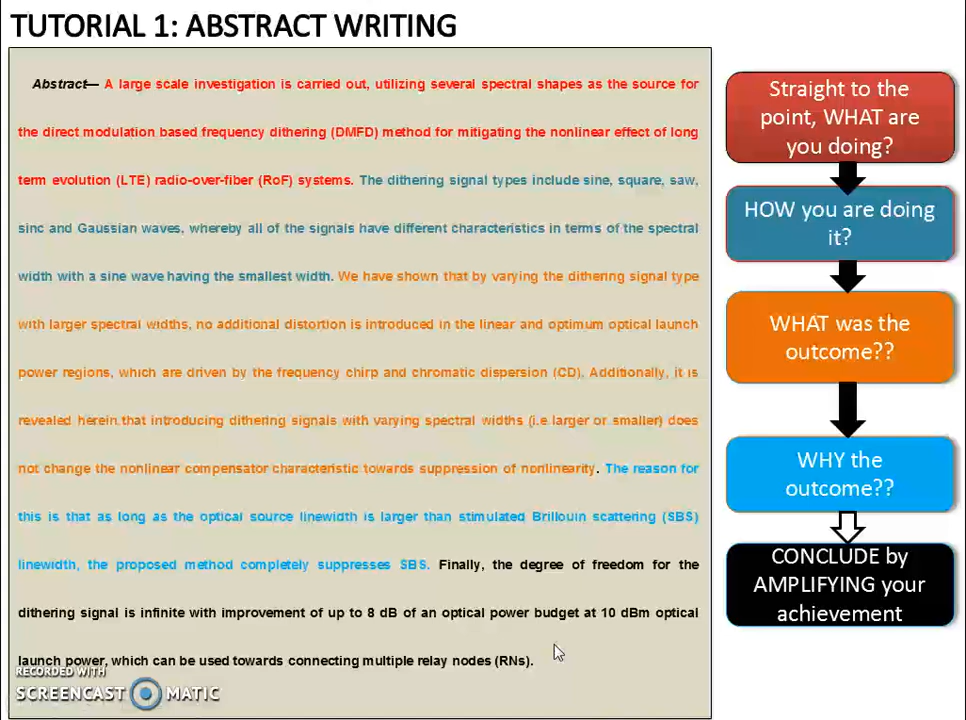 TUTORIAL 1: ABSTRACT WRITING
Abstract— A large scale investigation is carried out, utilizing several spectral shapes as the source for
the direct modulation based frequency dithering (DMFD) method for mitigating the nonlinear effect of long
term evolution (LTE) radio-over-fiber (RoF) systems. The dithering signal types include sine, square, saw,
sinc and Gaussian waves, whereby all of the signals have different characteristics in terms of the spectral
width with a sine wave having the smallest width. We have shown that by varying the dithering signal type
with larger spectral widths, no additional distortion is introduced in the linear and optimum optical launch
power regions, which are driven by the frequency chirp and chromatic dispersion (CD). Additionally, it is
revealed herein that introducing dithering signals with varying spectral widths (i.e larger or smaller) does
not change the nonlinear compensator characteristic towards suppression of nonlinearity. The reason for
this is that as long as the optical source linewidth is larger than stimulated Brillouin scattering (SBS)
linewidth, the proposed method completely suppresses SBS. Finally, the degree of freedom for the
dithering signal is infinite with improvement of up to 8 dB of an optical power budget at 10 dBm optical
launch power, which can be used towards connecting multiple relay nodes (RNs).
RECORDED WITH
SCREENCAST MATIC
Straight to the
point, WHAT are
you doing?
HOW you are doing
it?
WHAT was the
outcome??
WHY the
outcome??
CONCLUDE by
AMPLIFYING your
achievement